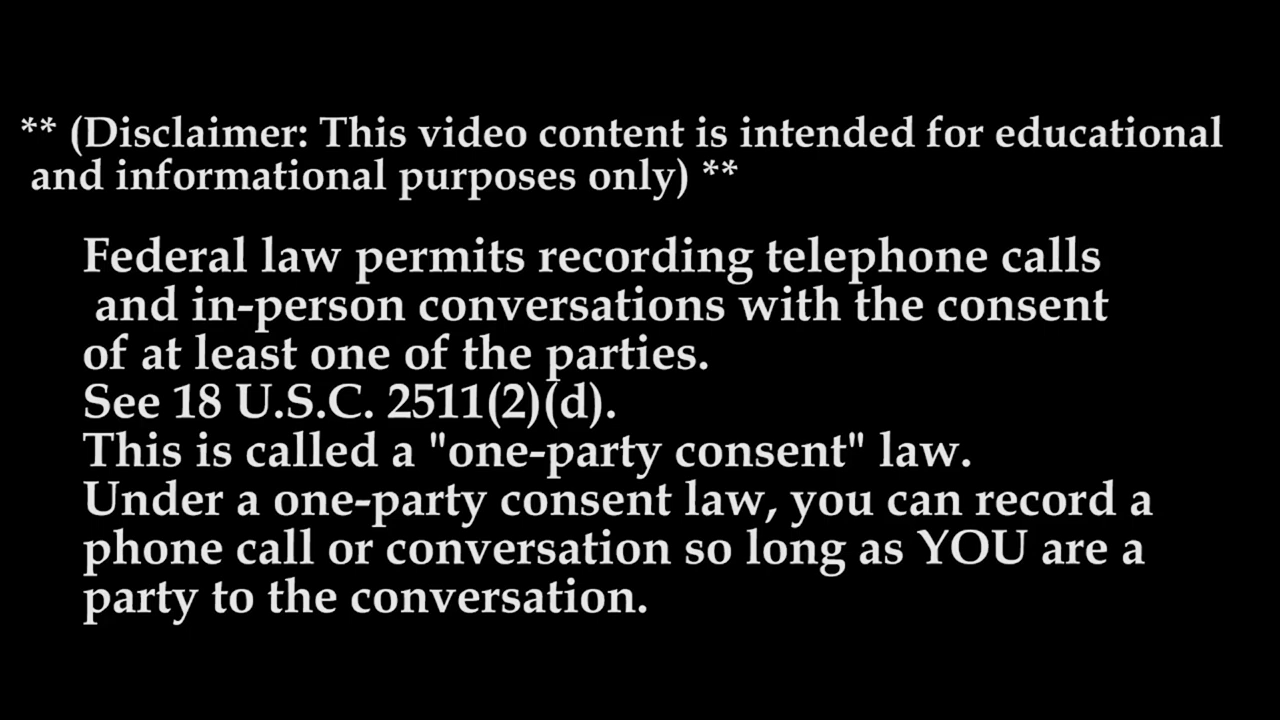 ** (Disclaimer: This video content is intended for educational
and informational purposes only) **
Federal law permits recording telephone calls
and in-person conversations with the consent
of at least one of the parties.
See 18 U.S.C. 2511(2)(d).
This is called a "one-party consent" law.
Under a one-party consent law, you can record a
phone call or conversation so long as YOU are a
party to the conversation.